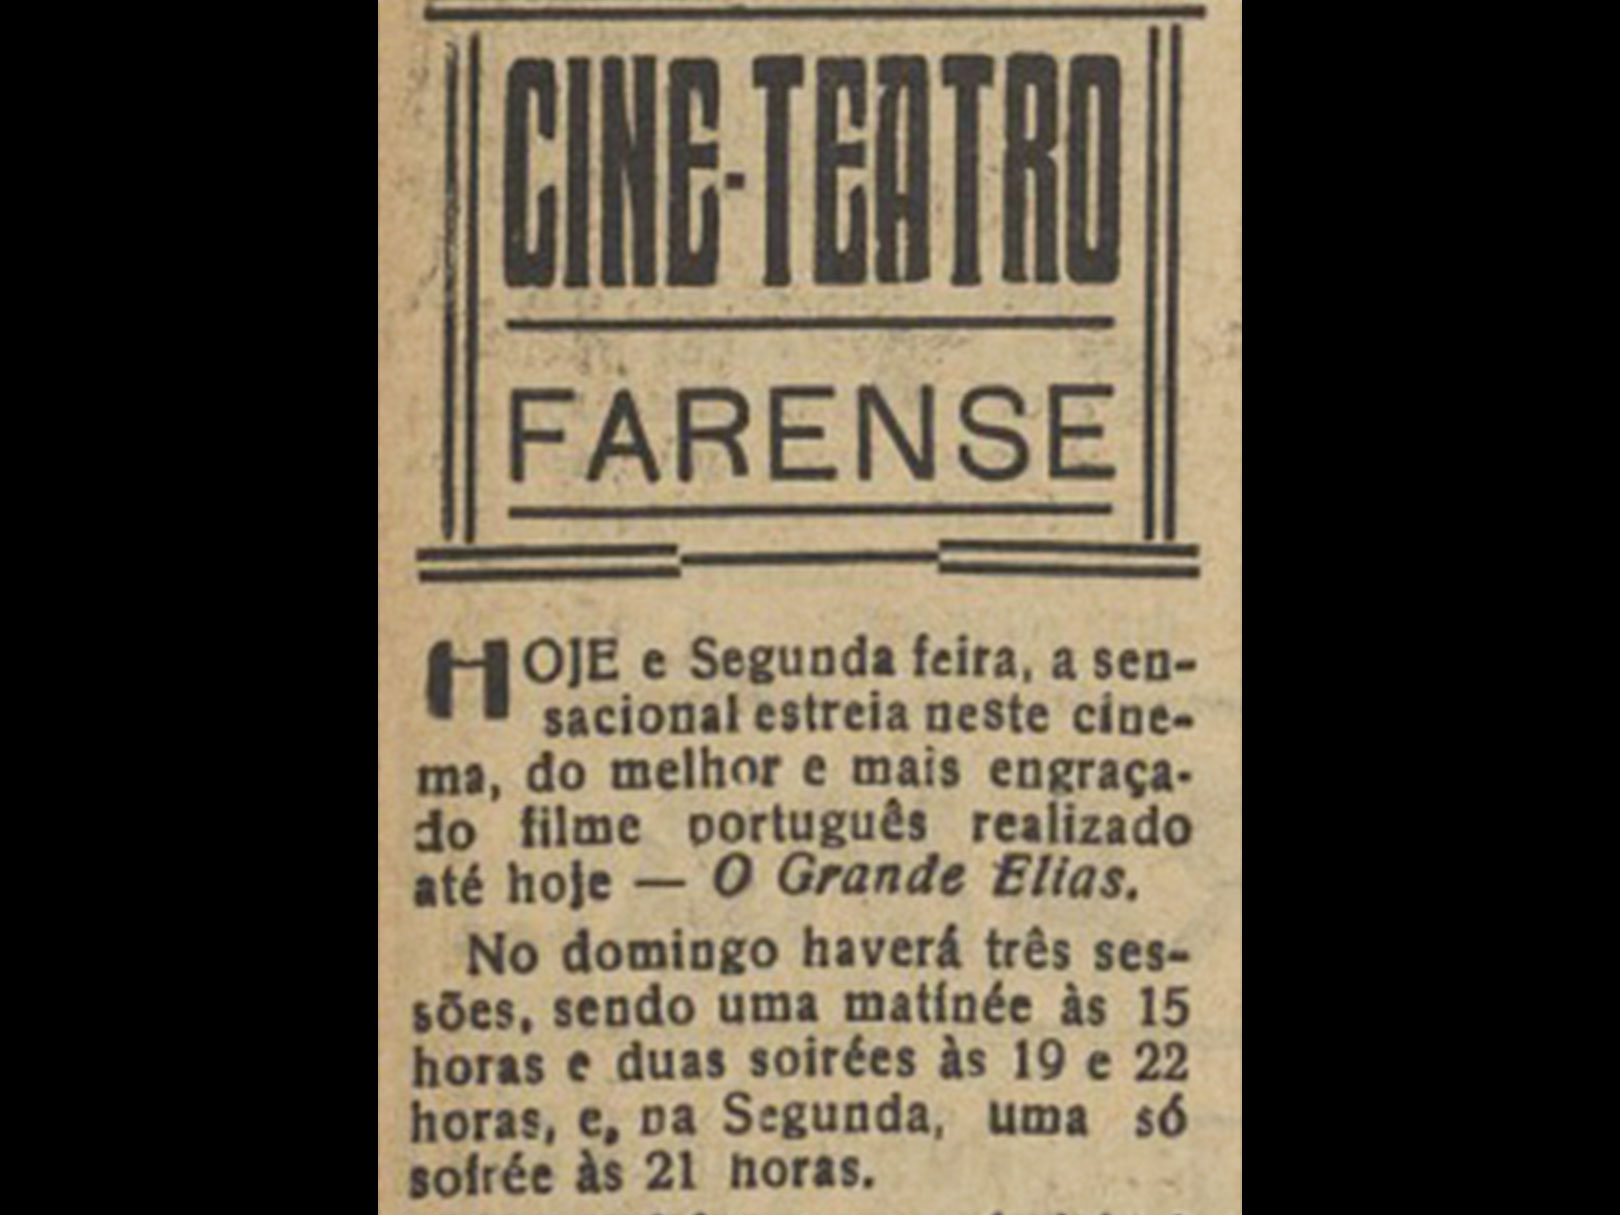 CINE-TEATRO
FARENSE
HOJE e Segunda feira, a sen-
sacional estreia neste cine-
ma, do melhor e mais engraça-
do filme português realizado
até hoje — O Grande Elias.
No domingo haverá três ses-
sões, sendo uma matínée às 15
horas e duas soirées às 19 e 22
horas, e, na Segunda, uma só
soirée às 21 horas.